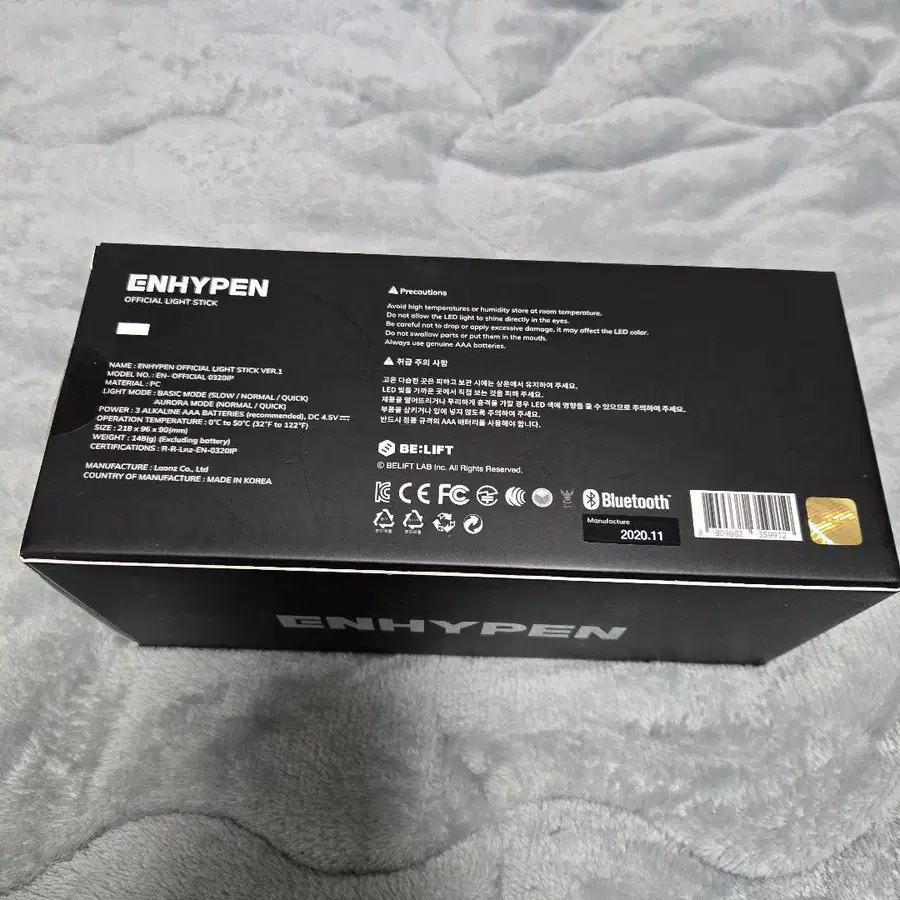 ENHYPEN
OFFICIAL LIGHT STICK
NAME : ENHYPEN OFFICIAL LIGHT STICK VER.1
MODEL NO. : EN- OFFICIAL 0320IP
MATERIAL : PC
LIGHT MODE : BASIC MODE (SLOW / NORMAL / QUICK)
AURORA MODE (NORMAL / QUICK)
POWER : 3 ALKALINE AAA BATTERIES (recommended), DC 4.5V
OPERATION TEMPERATURE : 0°C to 50°C (32°F to 122°F)
SIZE : 218 x 96 x 90(mm)
WEIGHT : 148(g) (Excluding battery)
CERTIFICATIONS : R-R-Lnz-EN-0320IP
MANUFACTURE : Laonz Co., Ltd
COUNTRY OF MANUFACTURE : MADE IN KOREA
Precautions
Avoid high temperatures or humidity store at room temperature.
Do not allow the LED light to shine directly in the eyes.
Be careful not to drop or apply excessive damage, it may affect the LED color.
Do not swallow parts or put them in the mouth.
Always use genuine AAA batteries.
취급 주의 사항
고온 다습한 곳은 피하고 보관 시에는 상온에서 유지하여 주세요.
LED 빛을 가까운 곳에서 직접 보는 것을 피해 주세요.
제품을 떨어뜨리거나 무리하게 충격을 가할 경우 LED 색에 영향을 줄 수 있으므로 주의하여 주세요.
부품을 삼키거나 입에 넣지 않도록 주의하여 주세요.
반드시 정품 규격의 AAA 배터리를 사용해야 합니다.
BE:LIFT
© BELIFT LAB Inc. All Rights Reserved.
CE FC Bluetooth
Manufacture
2020.11
8 809662 359912
ENHYPEN